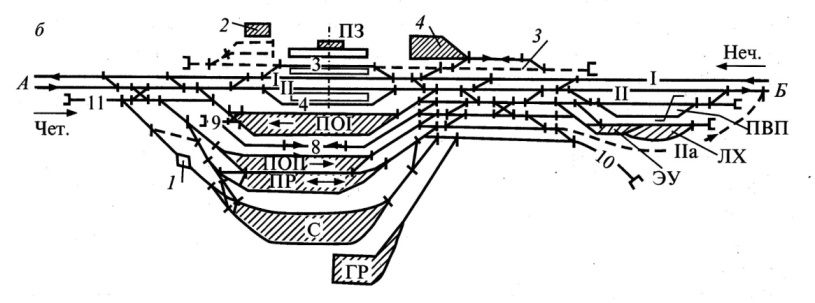 б
2
ПЗ
4
3
Неч.
3
I
I
А
II
II
Б
11
4
Чет.
9
ПОI
ПВП
8
ПОП
IIа
ЛХ
ЭУ
10
1
ПР
С
ГР